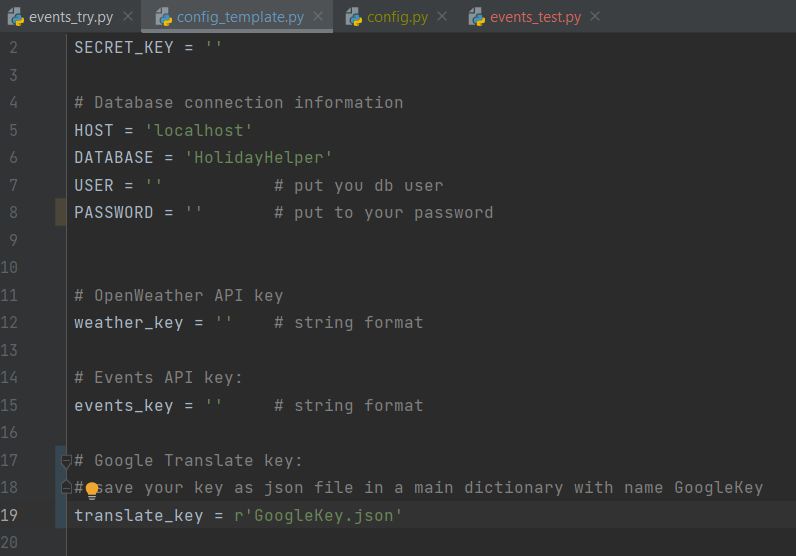 events_try.py
config_template.py
config.py
events_test.py
2 SECRET_KEY = ''
3
4 # Database connection information
5 HOST = 'localhost'
6 DATABASE = 'HolidayHelper'
7 USER = '' # put you db user
8 PASSWORD = '' # put to your password
9
10
11 # OpenWeather API key
12 weather_key = '' # string format
13
14 # Events API key:
15 events_key = '' # string format
16
17 # Google Translate key:
18 # save your key as json file in a main dictionary with name GoogleKey
19 translate_key = r'GoogleKey.json'
20